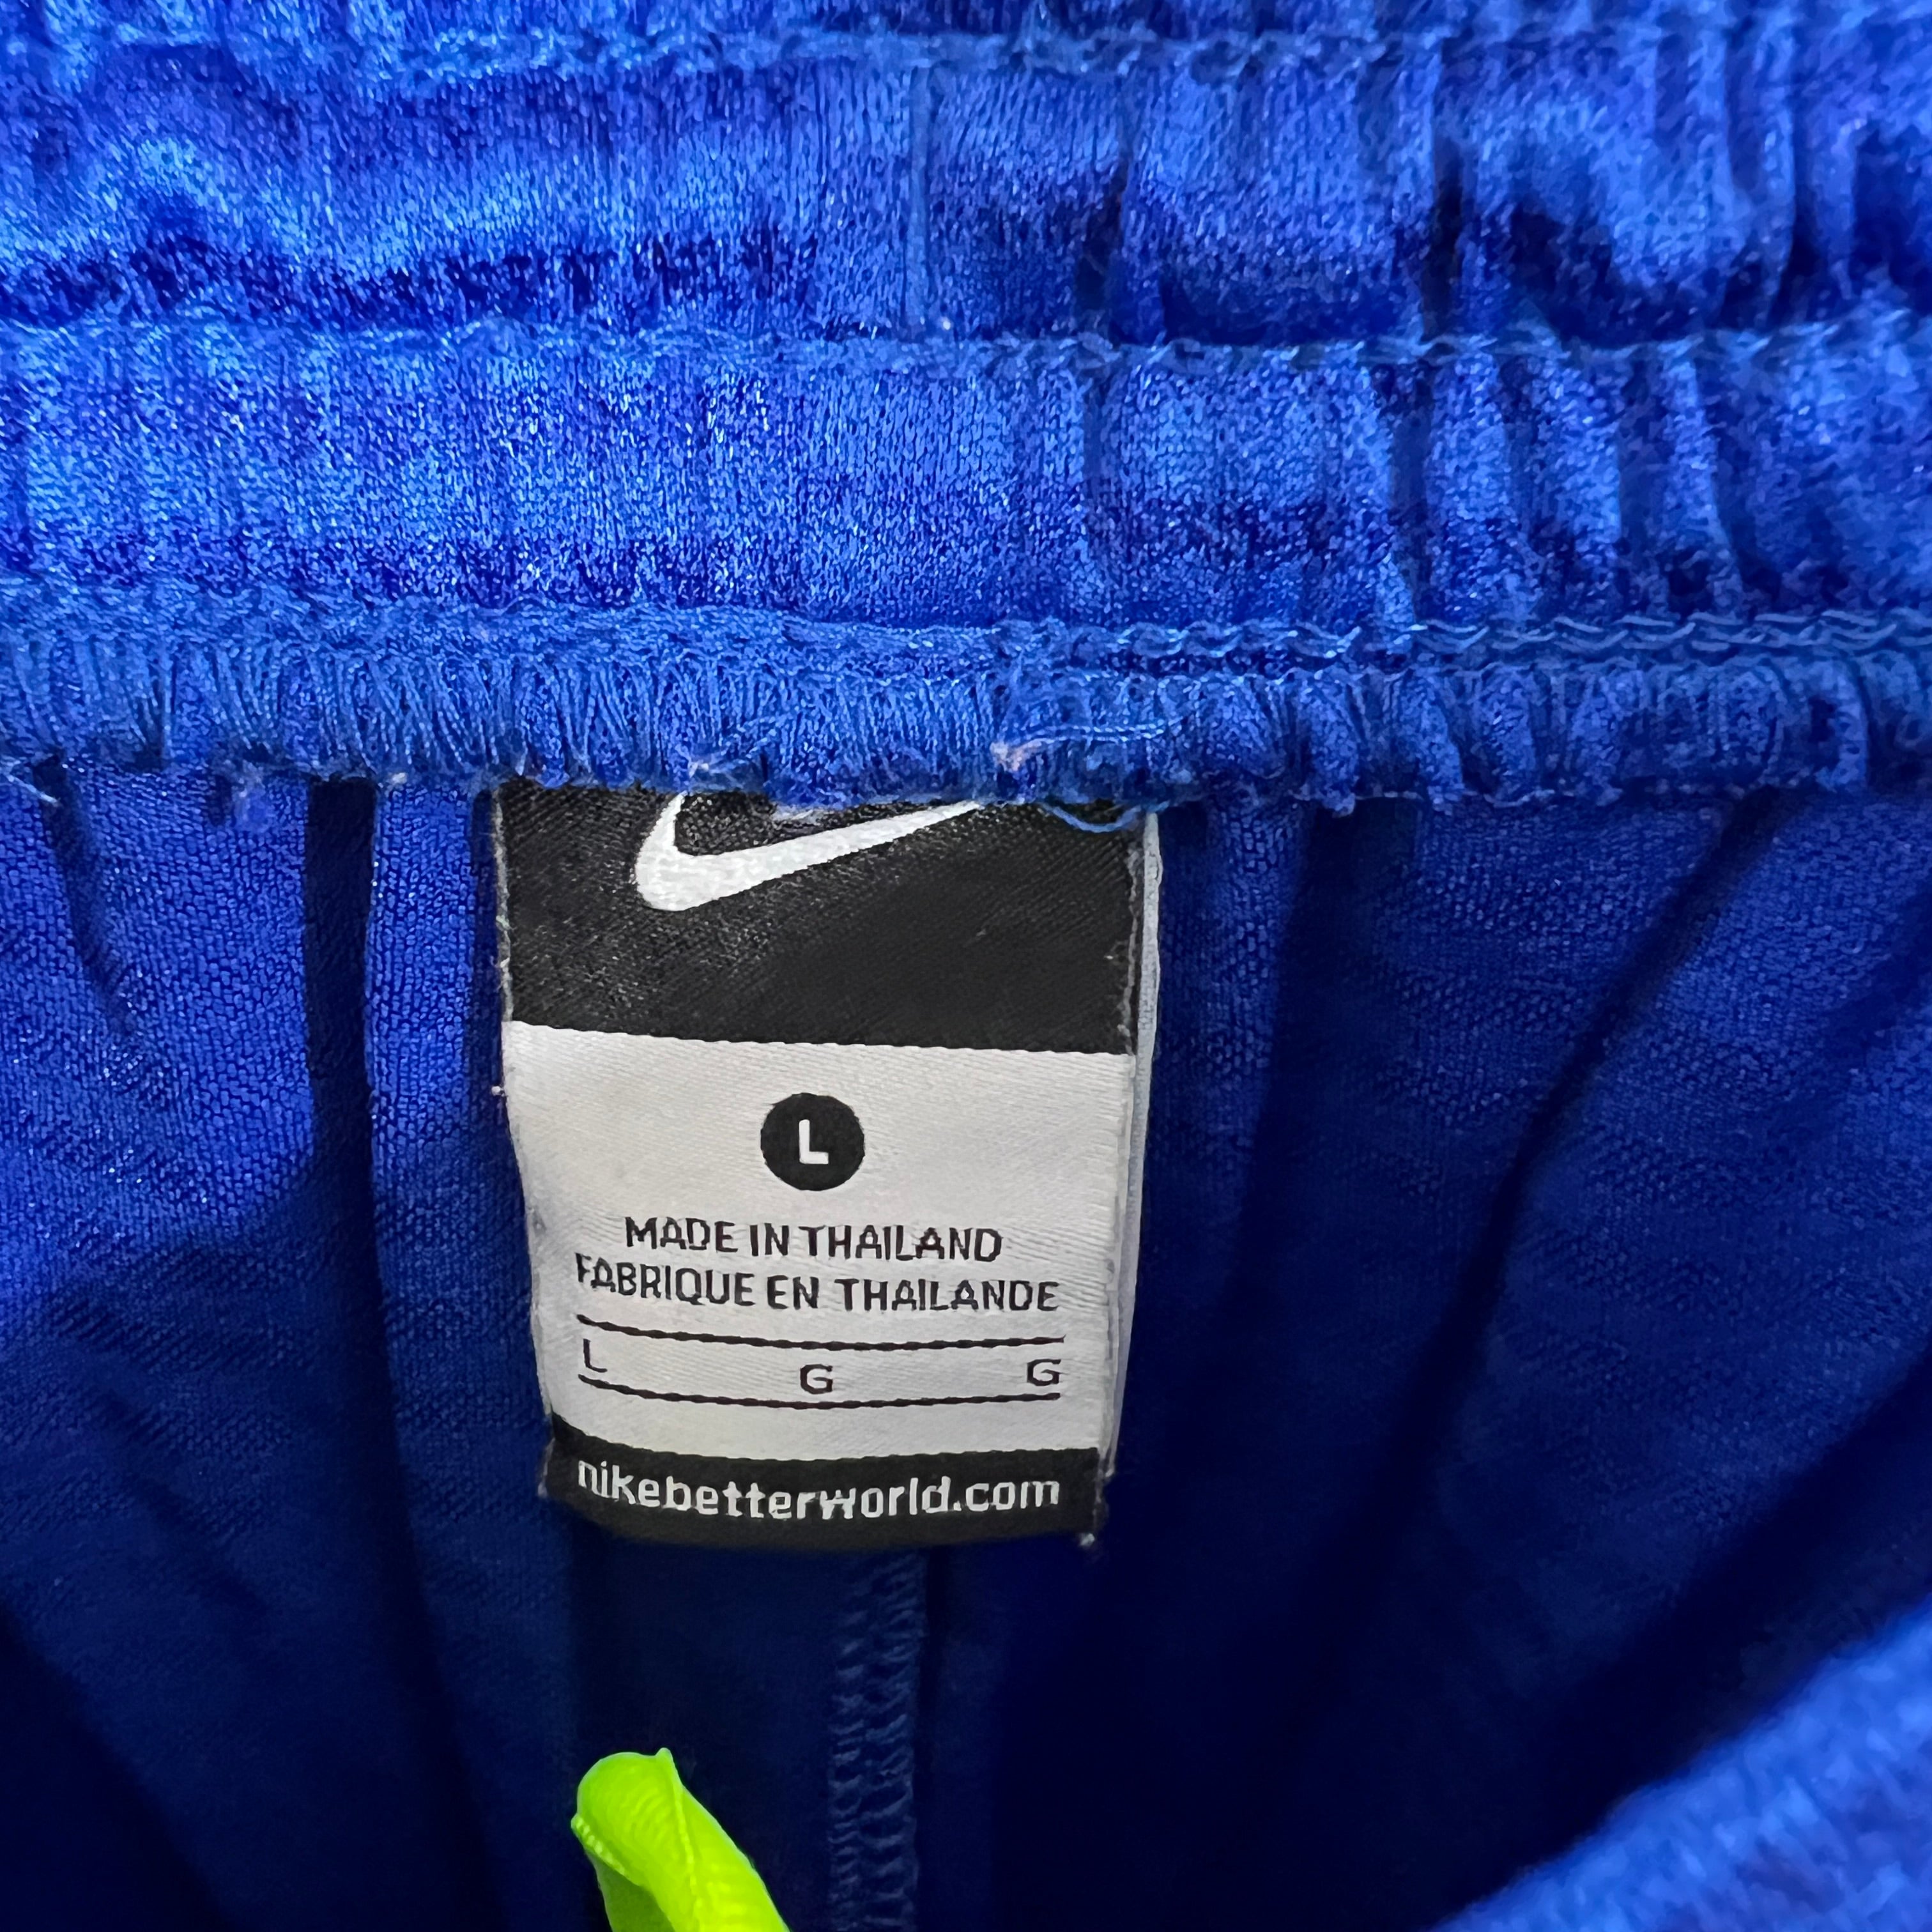 L
MADE IN THAILAND
FABRIQUE EN THAILANDE
L G G
nikebetterworld.com